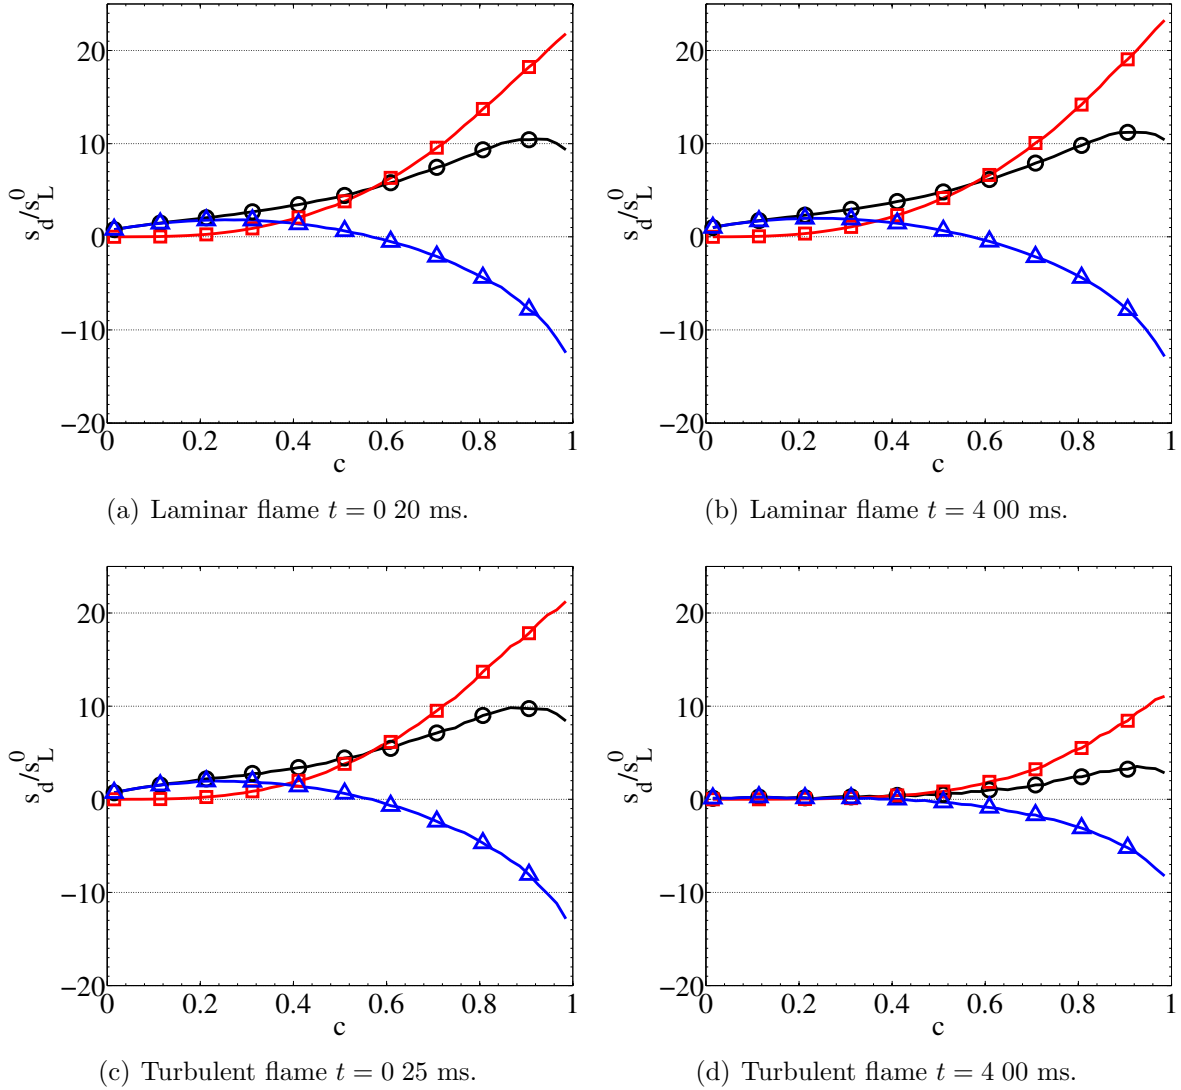 20
10
0
−10
−20
s_d/s_L^0
0 0.2 0.4 0.6 0.8 1
c
(a) Laminar flame t = 0 20 ms.
20
10
0
−10
−20
s_d/s_L^0
0 0.2 0.4 0.6 0.8 1
c
(b) Laminar flame t = 4 00 ms.
20
10
0
−10
−20
s_d/s_L^0
0 0.2 0.4 0.6 0.8 1
c
(c) Turbulent flame t = 0 25 ms.
20
10
0
−10
−20
s_d/s_L^0
0 0.2 0.4 0.6 0.8 1
c
(d) Turbulent flame t = 4 00 ms.